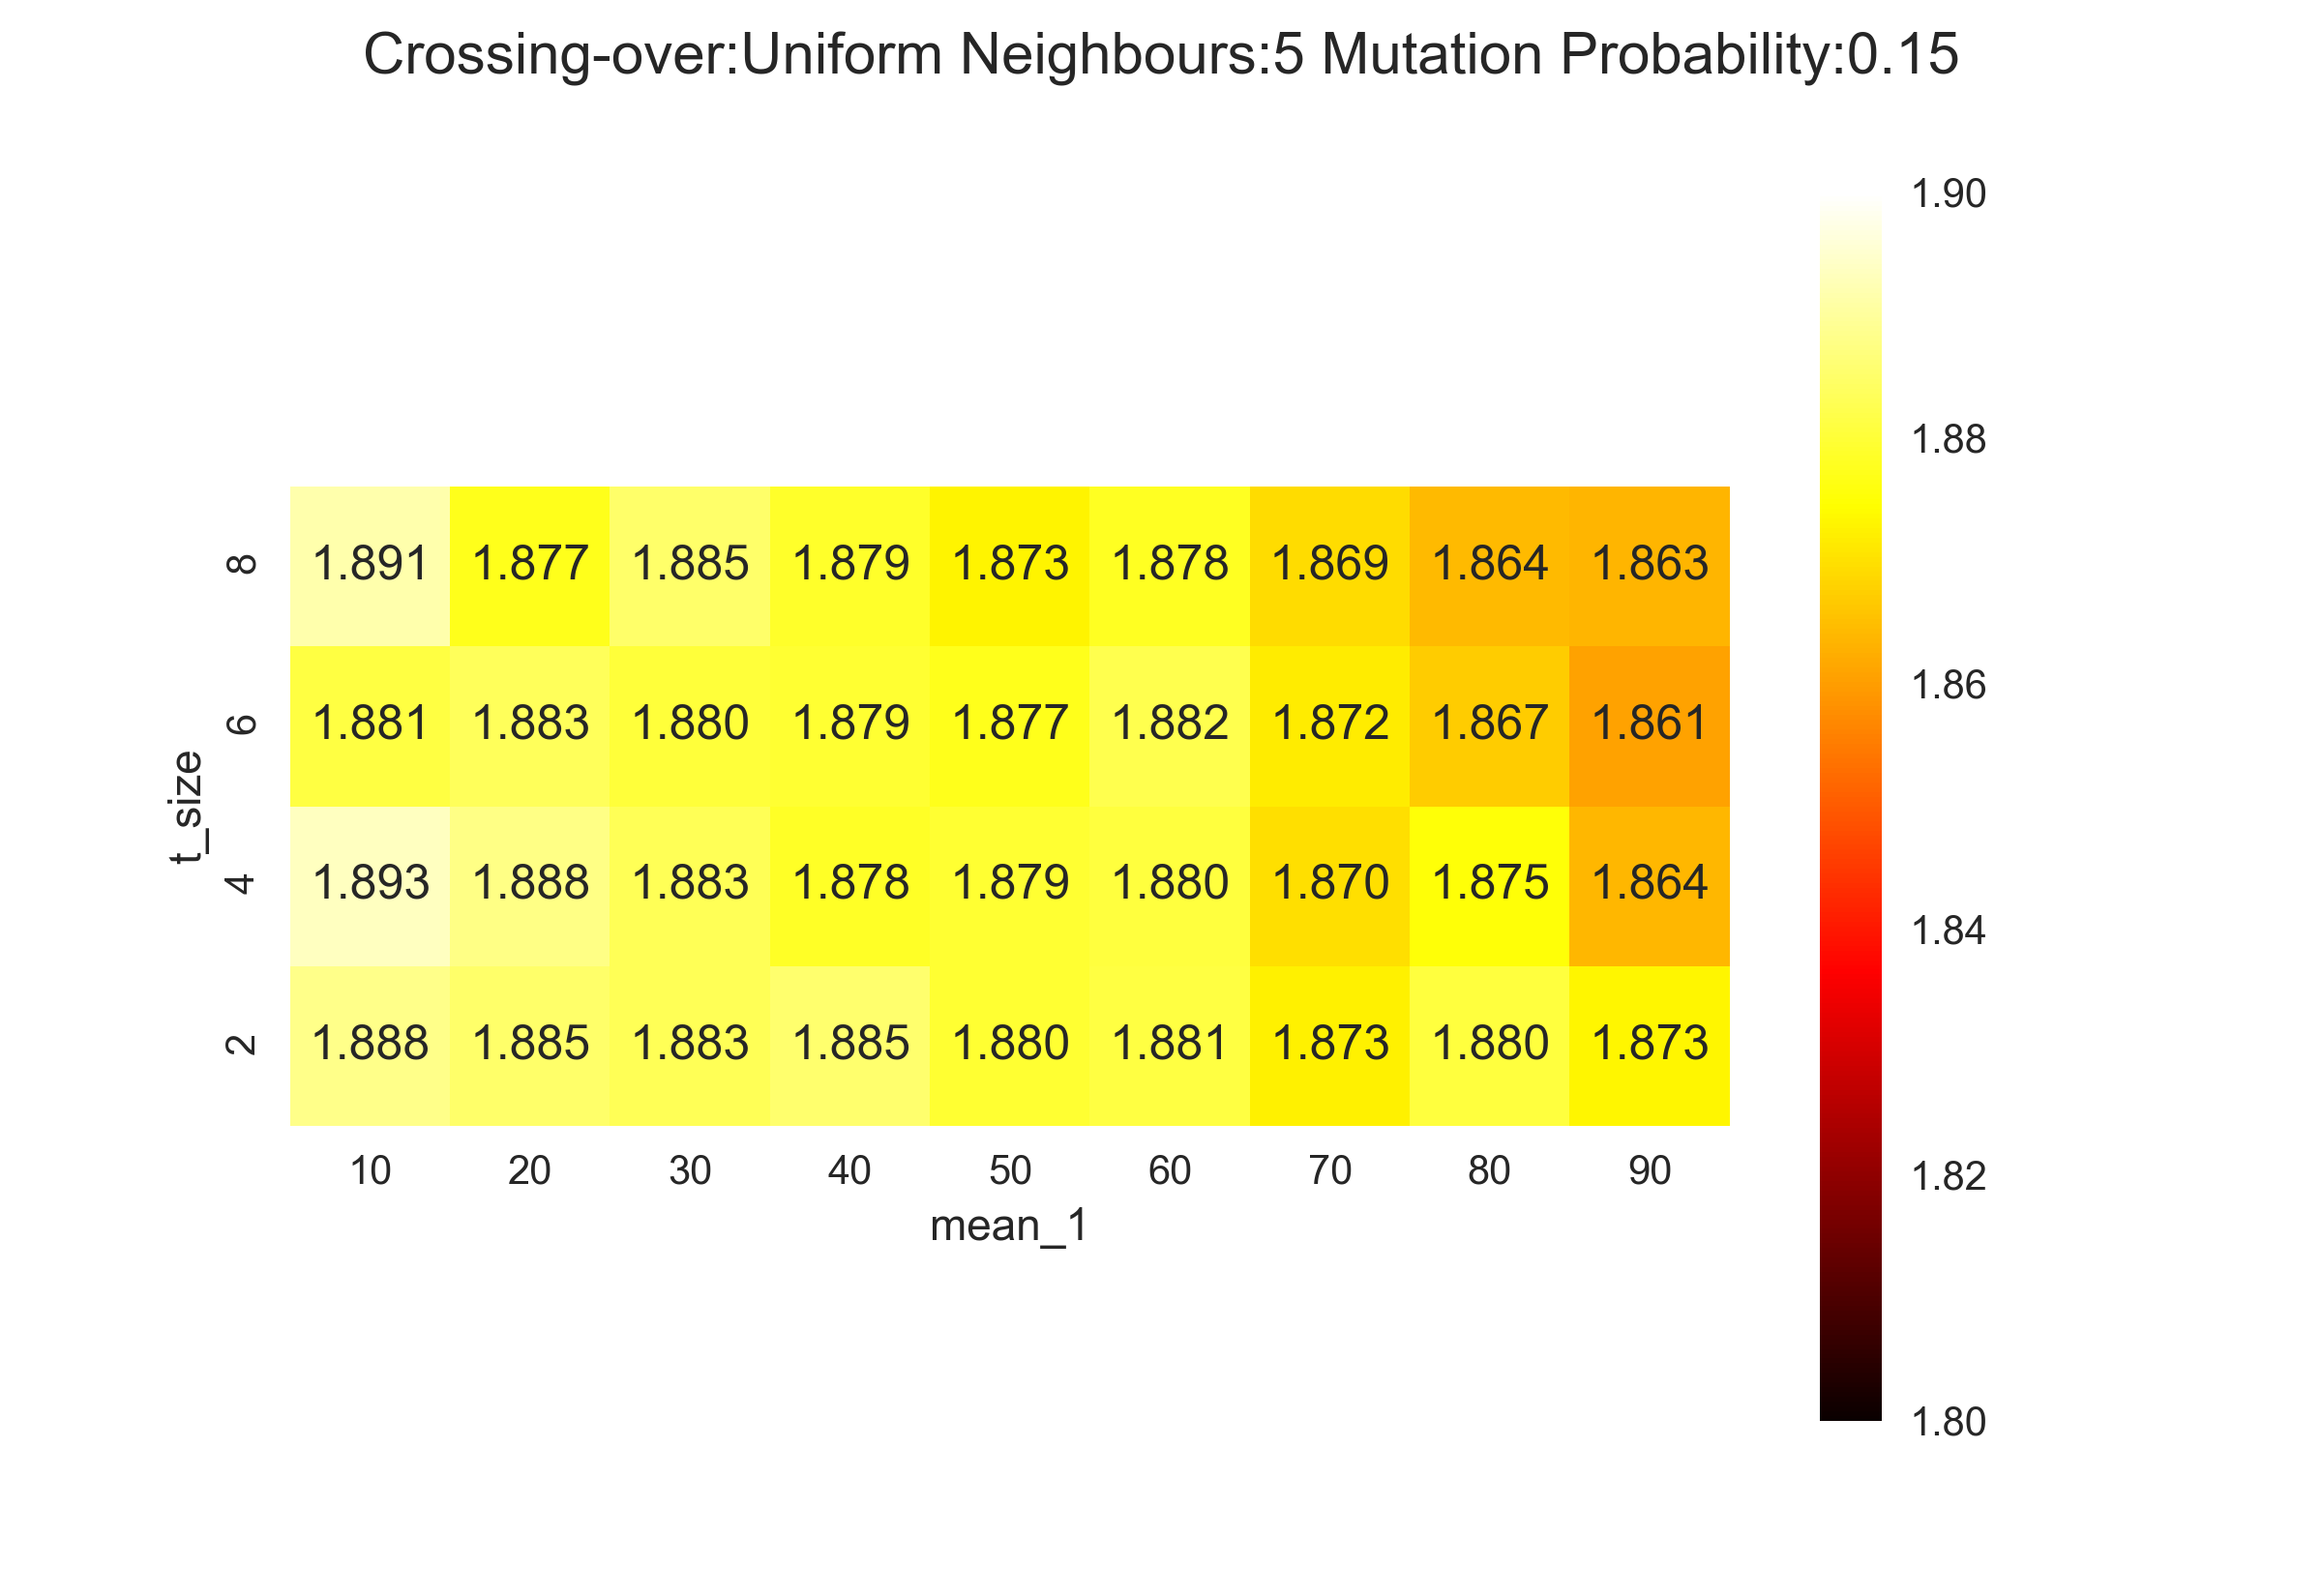 Crossing-over:Uniform Neighbours:5 Mutation Probability:0.15
t_size
8 1.891 1.877 1.885 1.879 1.873 1.878 1.869 1.864 1.863
6 1.881 1.883 1.880 1.879 1.877 1.882 1.872 1.867 1.861
4 1.893 1.888 1.883 1.878 1.879 1.880 1.870 1.875 1.864
2 1.888 1.885 1.883 1.885 1.880 1.881 1.873 1.880 1.873
10 20 30 40 50 60 70 80 90
mean_1
1.90
1.88
1.86
1.84
1.82
1.80